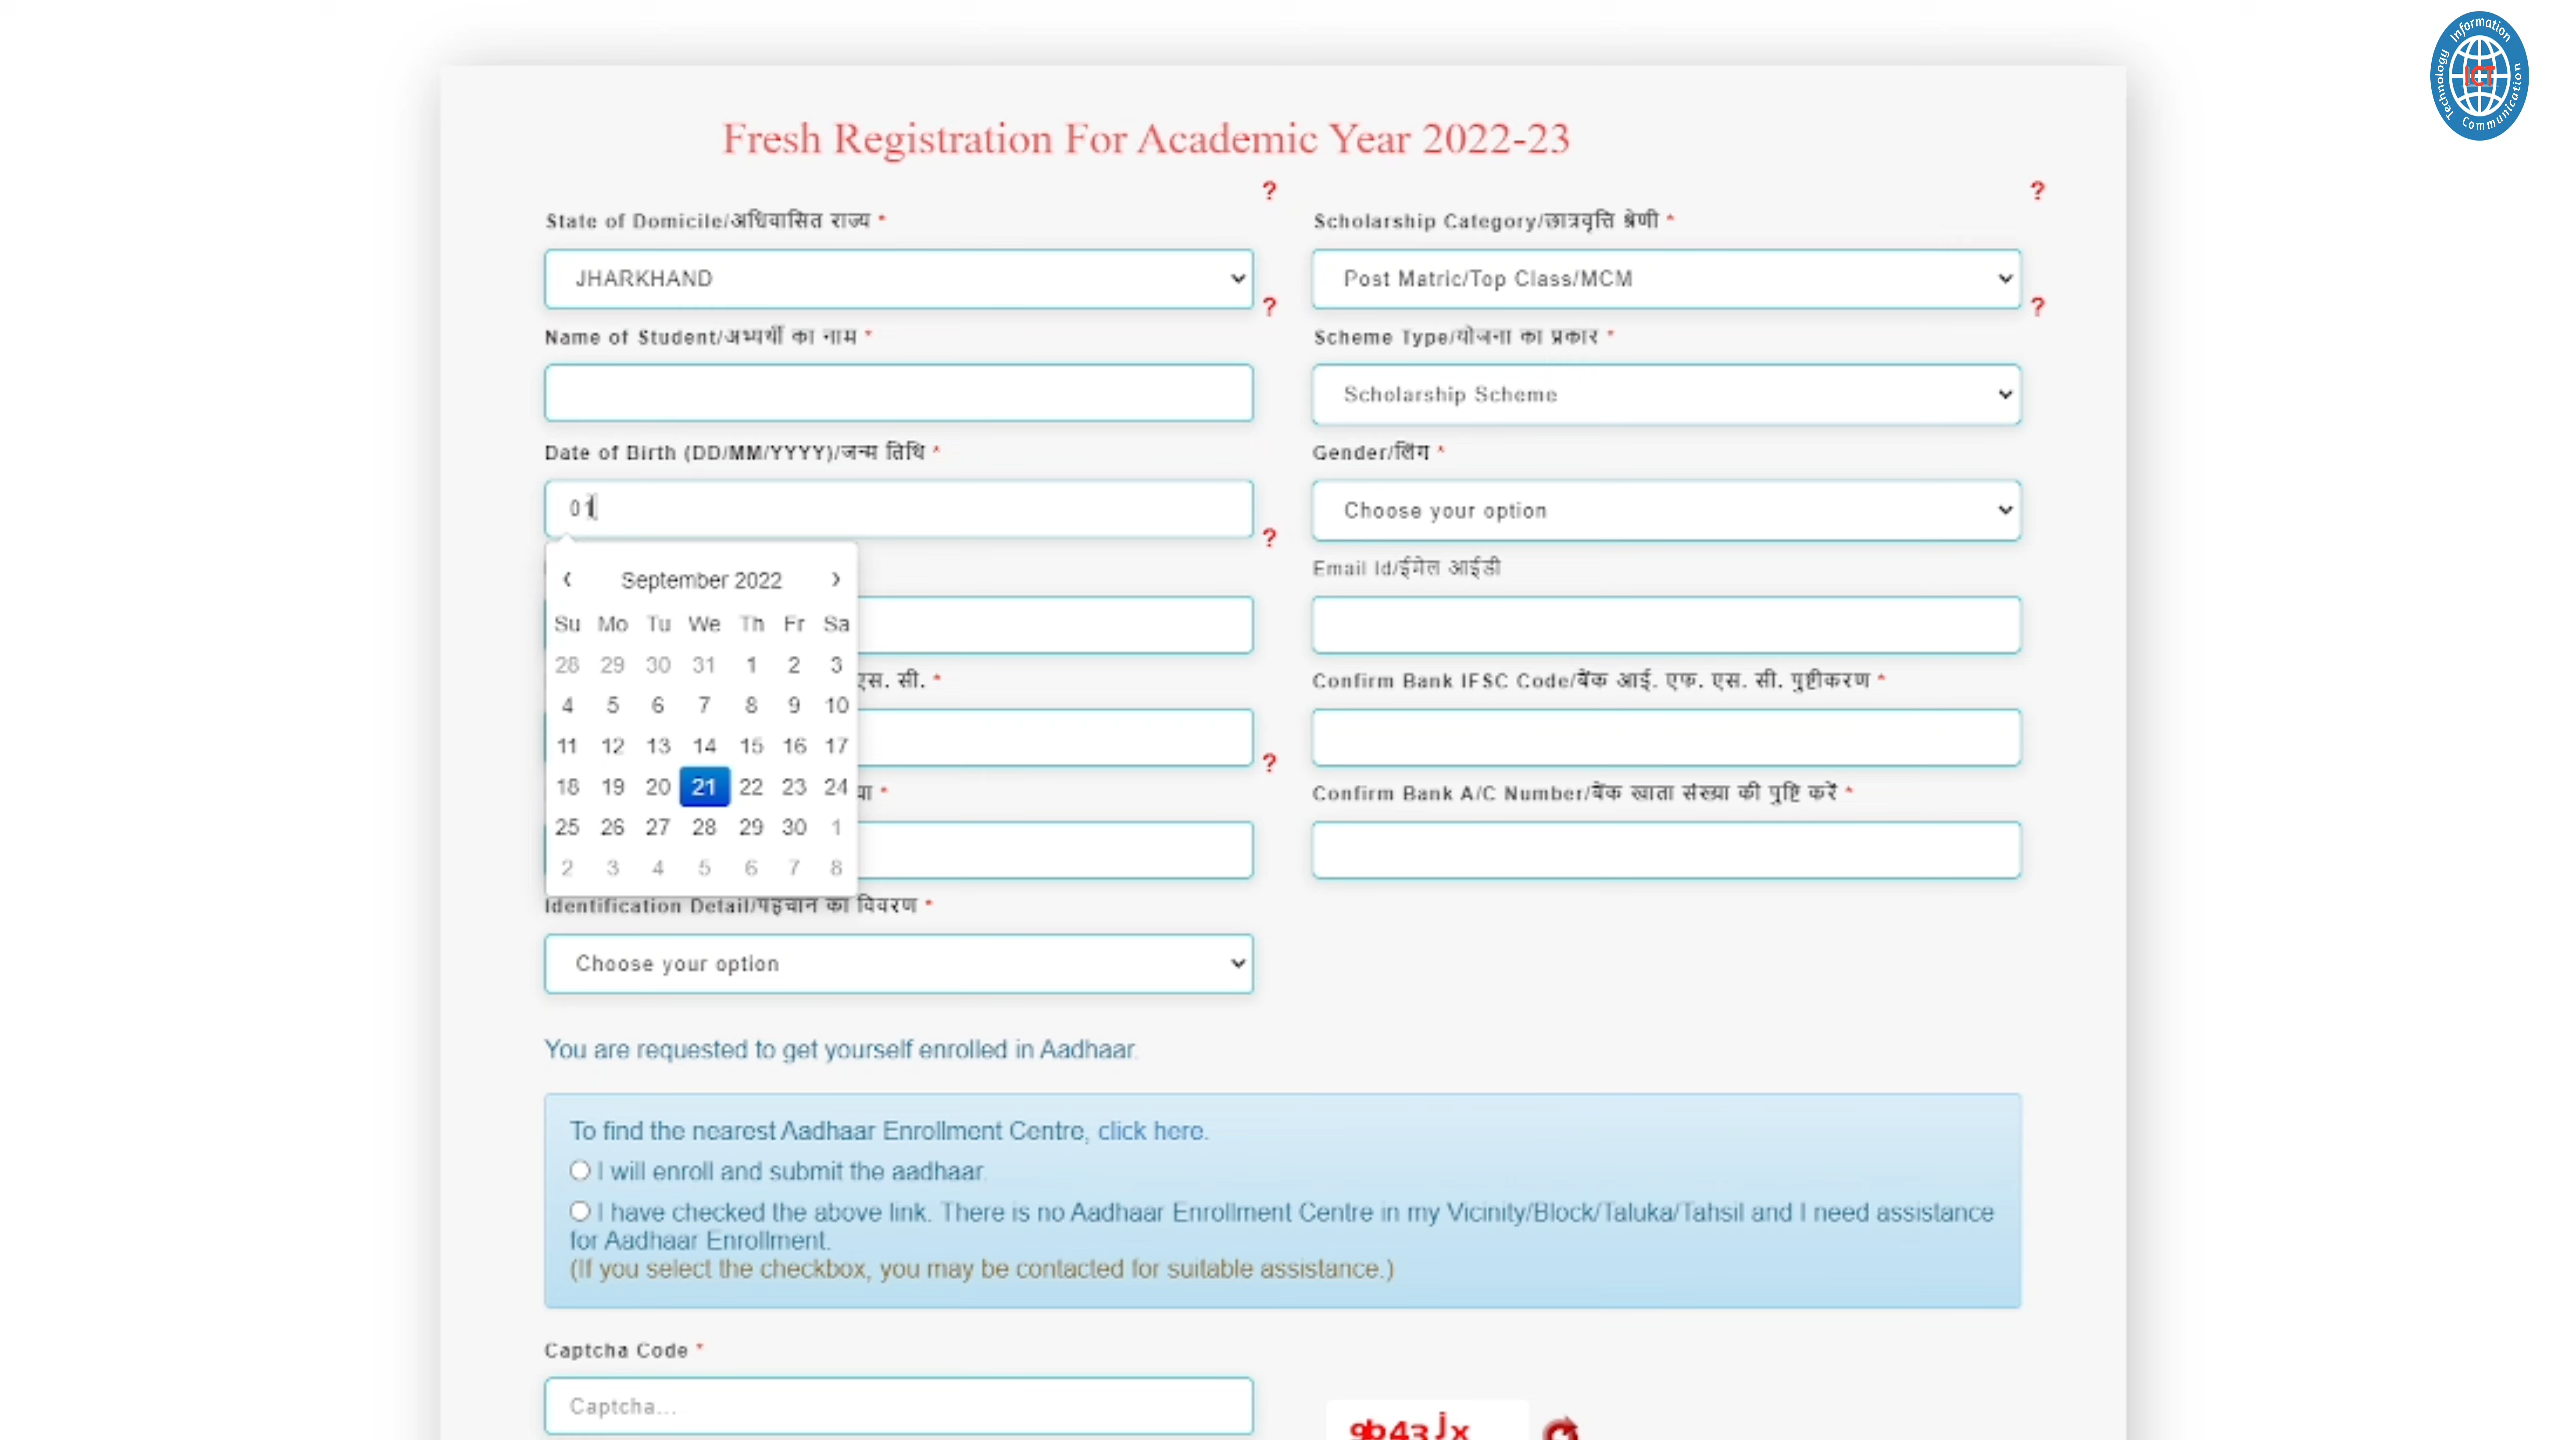 Information
ICT
Technology
Communication
Fresh Registration For Academic Year 2022-23
? ?
State of Domicile/अधिवासित राज्य * Scholarship Category/छात्रवृत्ति श्रेणी *
JHARKHAND Post Matric/Top Class/MCM
? ?
Name of Student/अभ्यर्थी का नाम * Scheme Type/योजना का प्रकार *
Scholarship Scheme
Date of Birth (DD/MM/YYYY)/जन्म तिथि * Gender/लिंग *
01 Choose your option
?
Email Id/ईमेल आईडी
September 2022
Su Mo Tu We Th Fr Sa
28 29 30 31 1 2 3
एस. सी. * Confirm Bank IFSC Code/बैंक आई. एफ. एस. सी. पुष्टीकरण *
4 5 6 7 8 9 10
11 12 13 14 15 16 17
?
18 19 20 21 22 23 24
या * Confirm Bank A/C Number/बैंक खाता संख्या की पुष्टि करें *
25 26 27 28 29 30 1
2 3 4 5 6 7 8
Identification Detail/पहचान का विवरण *
Choose your option
You are requested to get yourself enrolled in Aadhaar.
To find the nearest Aadhaar Enrollment Centre, click here.
I will enroll and submit the aadhaar.
I have checked the above link. There is no Aadhaar Enrollment Centre in my Vicinity/Block/Taluka/Tahsil and I need assistance
for Aadhaar Enrollment.
(If you select the checkbox, you may be contacted for suitable assistance.)
Captcha Code *
Captcha...